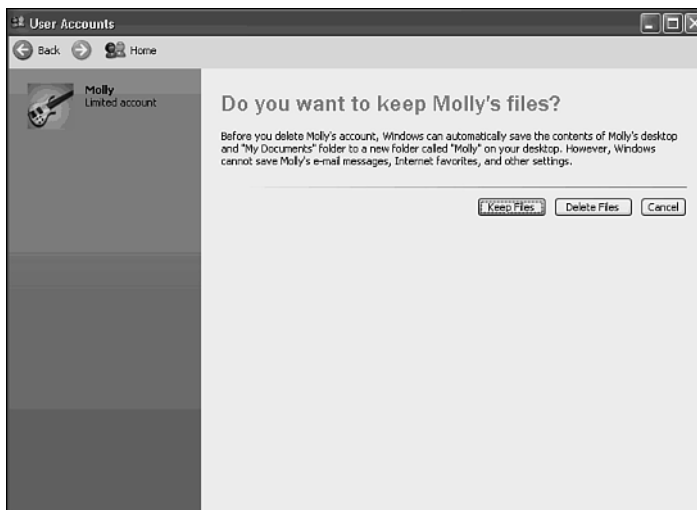 User Accounts
Back Home
Molly
Limited account
Do you want to keep Molly's files?
Before you delete Molly's account, Windows can automatically save the contents of Molly's desktop
and "My Documents" folder to a new folder called "Molly" on your desktop. However, Windows
cannot save Molly's e-mail messages, Internet favorites, and other settings.
Keep Files Delete Files Cancel